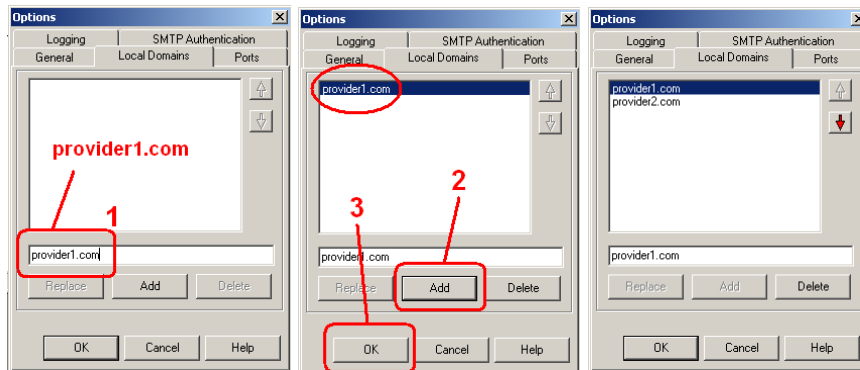 Options
Logging
SMTP Authentication
General
Local Domains
Ports
provider1.com
1
provider1.com
Replace
Add
Delete
OK
Cancel
Help
Options
Logging
SMTP Authentication
General
Local Domains
Ports
provider1.com
2
3
provider1.com
Replace
Add
Delete
OK
Cancel
Help
Options
Logging
SMTP Authentication
General
Local Domains
Ports
provider1.com
provider2.com
provider1.com
Replace
Add
Delete
OK
Cancel
Help